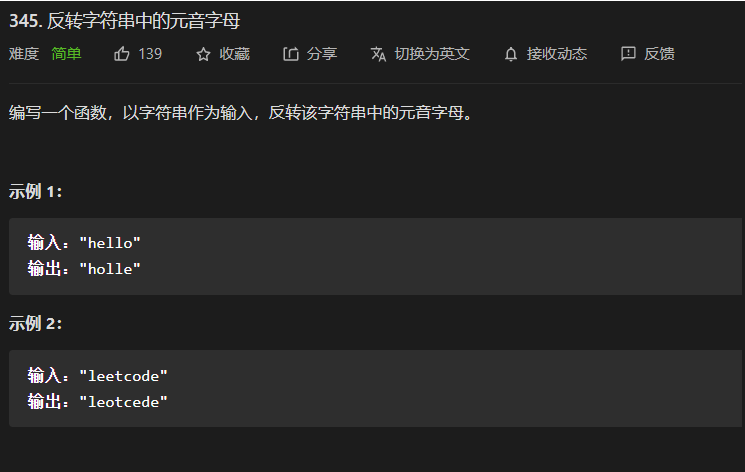 345. 反转字符串中的元音字母
难度 简单 139 收藏 分享 切换为英文 接收动态 反馈
编写一个函数，以字符串作为输入，反转该字符串中的元音字母。
示例 1：
输入："hello"
输出："holle"
示例 2：
输入："leetcode"
输出："leotcede"